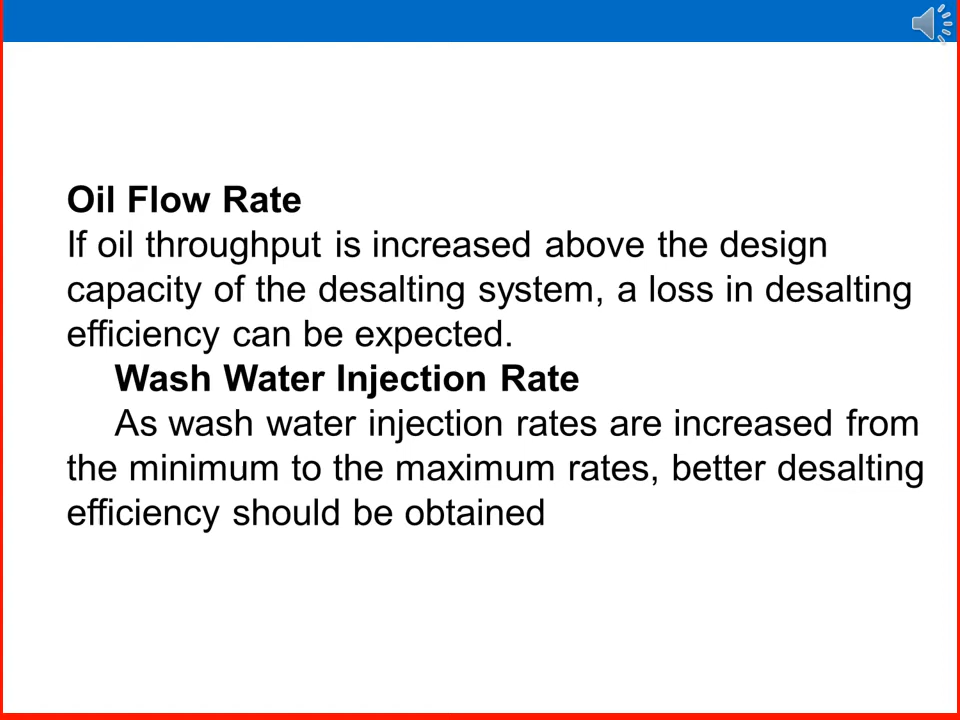 Oil Flow Rate
If oil throughput is increased above the design
capacity of the desalting system, a loss in desalting
efficiency can be expected.
Wash Water Injection Rate
As wash water injection rates are increased from
the minimum to the maximum rates, better desalting
efficiency should be obtained